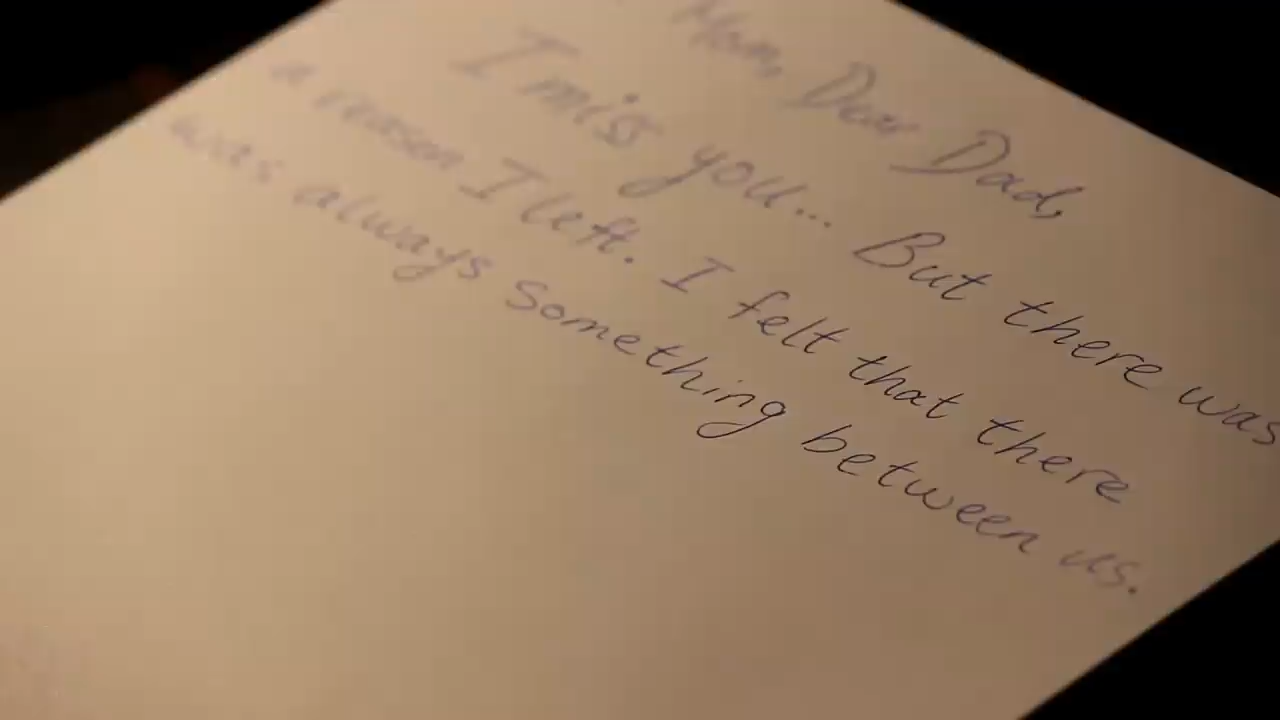 Mom, Dear Dad,
I miss you... But there was
a reason I left. I felt that there
was always something between us.